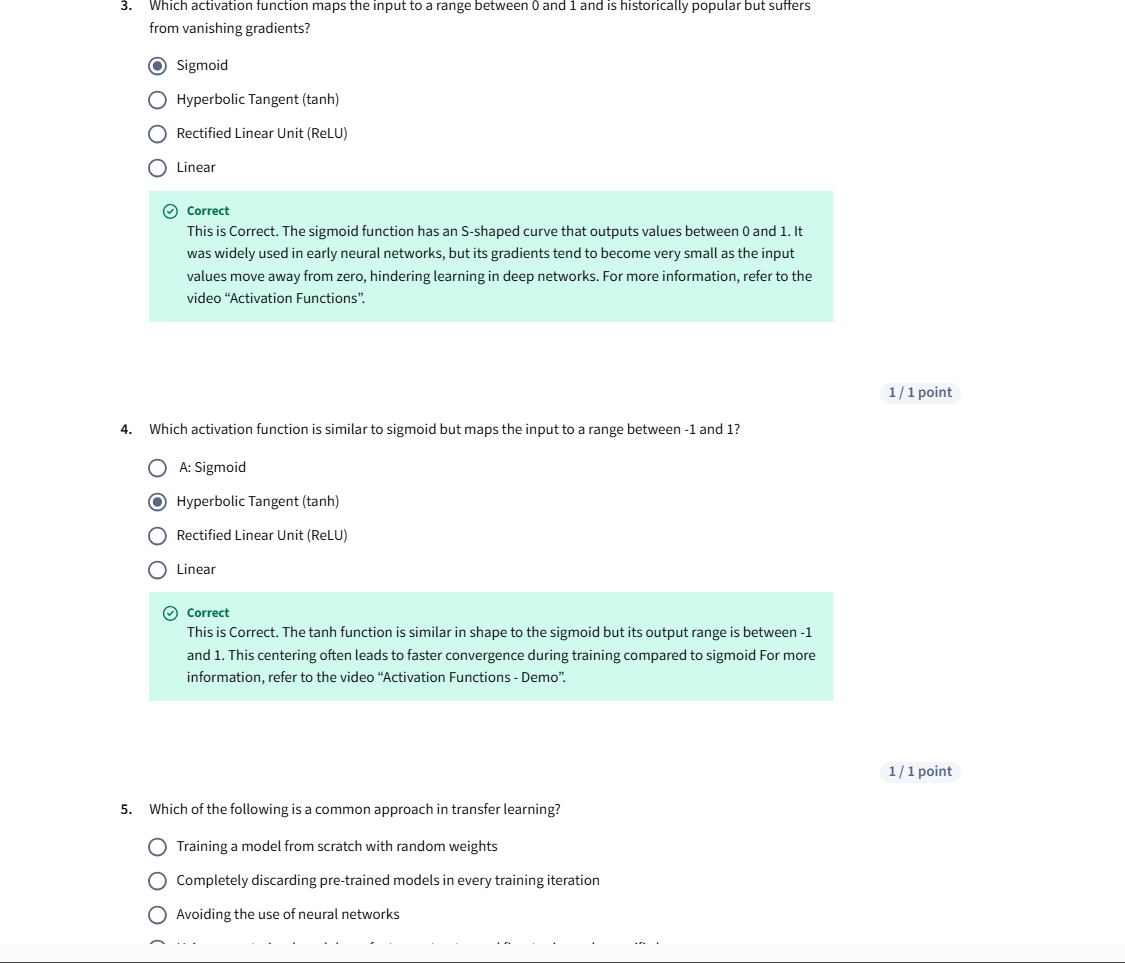 3. Which activation function maps the input to a range between 0 and 1 and is historically popular but suffers
from vanishing gradients?
Sigmoid
Hyperbolic Tangent (tanh)
Rectified Linear Unit (ReLU)
Linear
Correct
This is Correct. The sigmoid function has an S-shaped curve that outputs values between 0 and 1. It
was widely used in early neural networks, but its gradients tend to become very small as the input
values move away from zero, hindering learning in deep networks. For more information, refer to the
video “Activation Functions”.
1 / 1 point
4. Which activation function is similar to sigmoid but maps the input to a range between -1 and 1?
A: Sigmoid
Hyperbolic Tangent (tanh)
Rectified Linear Unit (ReLU)
Linear
Correct
This is Correct. The tanh function is similar in shape to the sigmoid but its output range is between -1
and 1. This centering often leads to faster convergence during training compared to sigmoid For more
information, refer to the video “Activation Functions - Demo”.
1 / 1 point
5. Which of the following is a common approach in transfer learning?
Training a model from scratch with random weights
Completely discarding pre-trained models in every training iteration
Avoiding the use of neural networks